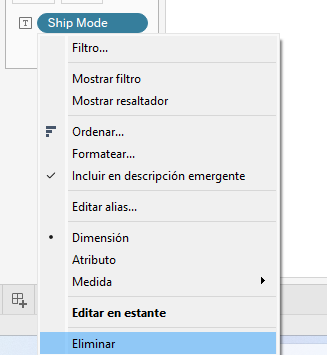 T Ship Mode
Filtro...
Mostrar filtro
Mostrar resaltador
Ordenar...
Formatear...
Incluir en descripción emergente
Editar alias...
Dimensión
Atributo
Medida
Editar en estante
Eliminar